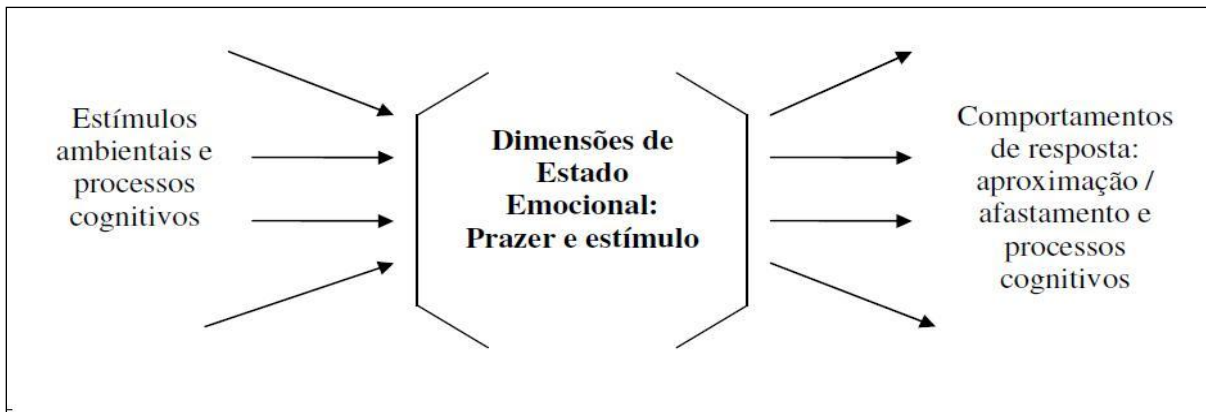 Estímulos
ambientais e
processos
cognitivos
Dimensões de
Estado
Emocional:
Prazer e estímulo
Comportamentos
de resposta:
aproximação /
afastamento e
processos
cognitivos